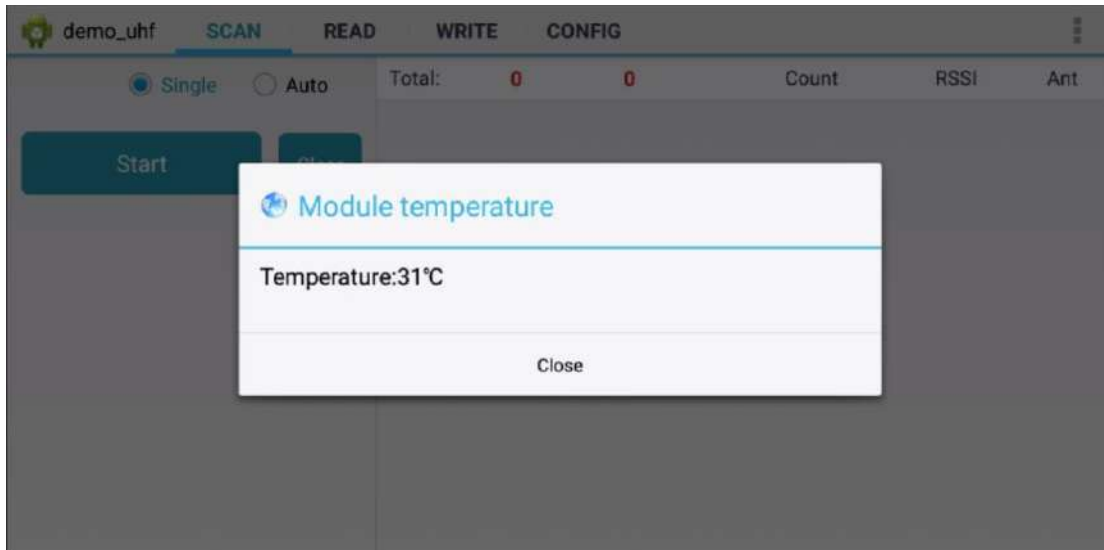 demo_uhf SCAN READ WRITE CONFIG
Single Auto Total: 0 0 Count RSSI Ant
Start
Module temperature
Temperature:31℃
Close